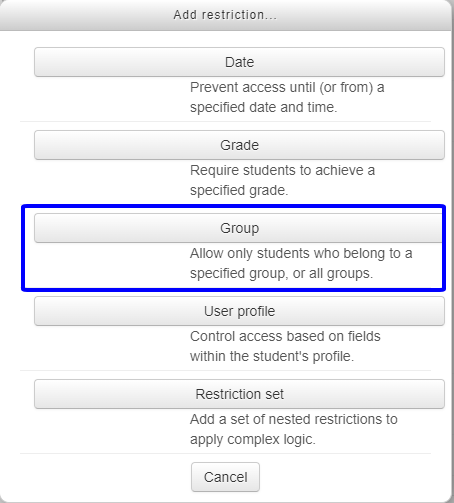 Add restriction...
Date
Prevent access until (or from) a
specified date and time.
Grade
Require students to achieve a
specified grade.
Group
Allow only students who belong to a
specified group, or all groups.
User profile
Control access based on fields
within the student's profile.
Restriction set
Add a set of nested restrictions to
apply complex logic.
Cancel